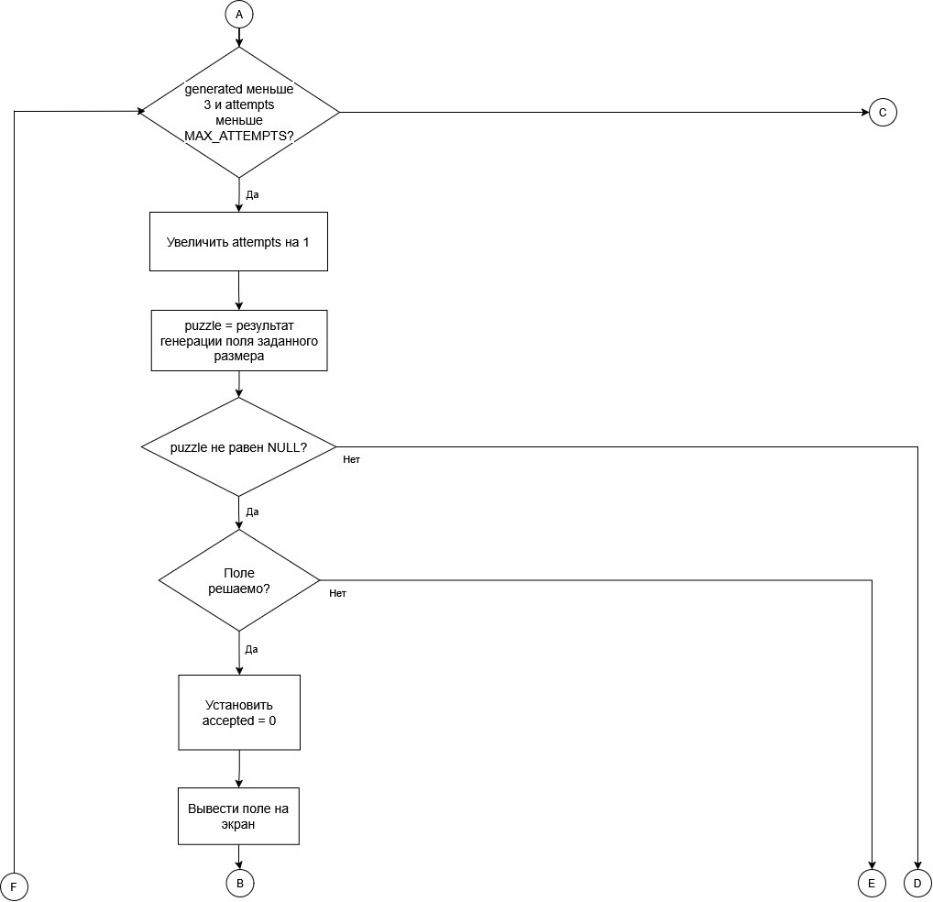 A
generated меньше
3 и attempts
меньше
MAX_ATTEMPTS?
C
Да
Увеличить attempts на 1
puzzle = результат
генерации поля заданного
размера
puzzle не равен NULL?
Нет
Да
Поле
решаемо?
Нет
Да
Установить
accepted = 0
Вывести поле на
экран
F
B
E
D